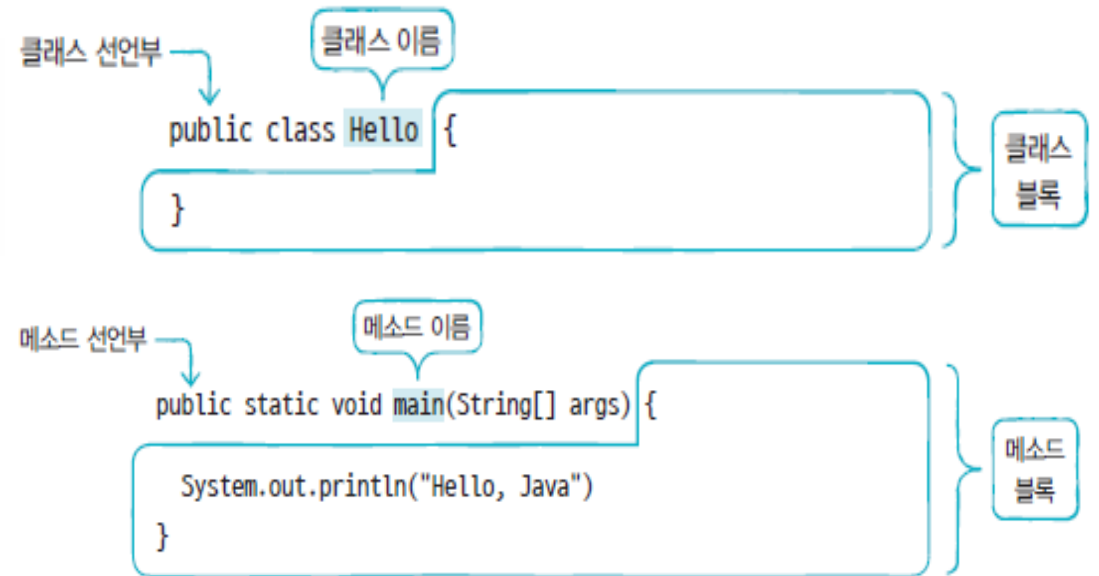 클래스 선언부
클래스 이름
public class Hello {
}
클래스
블록
메소드 선언부
메소드 이름
public static void main(String[] args) {
System.out.println("Hello, Java")
}
메소드
블록